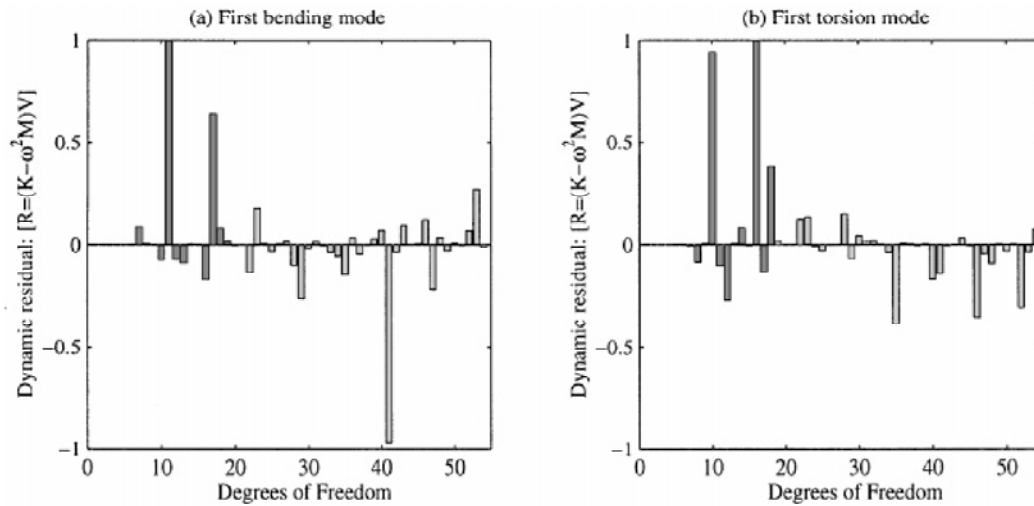 (a) First bending mode
Dynamic residual: [R=(K−ω²M)V]
1
0.5
0
−0.5
−1
0 10 20 30 40 50
Degrees of Freedom
(b) First torsion mode
Dynamic residual: [R=(K−ω²M)V]
1
0.5
0
−0.5
−1
0 10 20 30 40 50
Degrees of Freedom